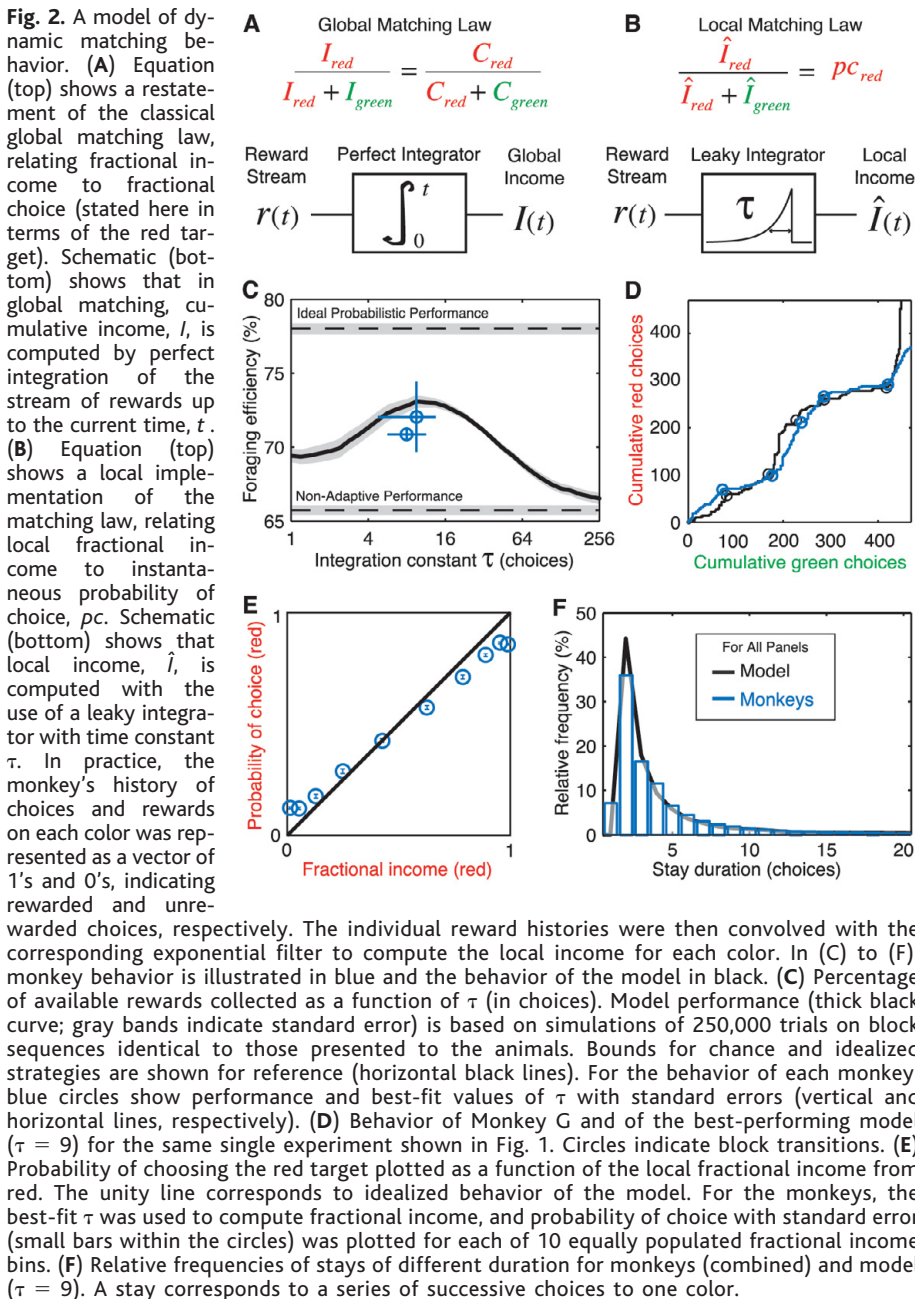 Fig. 2. A model of dy-
namic matching be-
havior. (A) Equation
(top) shows a restate-
ment of the classical
global matching law,
relating fractional in-
come to fractional
choice (stated here in
terms of the red tar-
get). Schematic (bot-
tom) shows that in
global matching, cu-
mulative income, I, is
computed by perfect
integration of the
stream of rewards up
to the current time, t .
(B) Equation (top)
shows a local imple-
mentation of the
matching law, relating
local fractional in-
come to instanta-
neous probability of
choice, pc. Schematic
(bottom) shows that
local income, Î, is
computed with the
use of a leaky integra-
tor with time constant
τ. In practice, the
monkey's history of
choices and rewards
on each color was rep-
resented as a vector of
1's and 0's, indicating
rewarded and unre-
warded choices, respectively. The individual reward histories were then convolved with the
corresponding exponential filter to compute the local income for each color. In (C) to (F)
monkey behavior is illustrated in blue and the behavior of the model in black. (C) Percentage
of available rewards collected as a function of τ (in choices). Model performance (thick black
curve; gray bands indicate standard error) is based on simulations of 250,000 trials on block
sequences identical to those presented to the animals. Bounds for chance and idealized
strategies are shown for reference (horizontal black lines). For the behavior of each monkey
blue circles show performance and best-fit values of τ with standard errors (vertical and
horizontal lines, respectively). (D) Behavior of Monkey G and of the best-performing model
(τ = 9) for the same single experiment shown in Fig. 1. Circles indicate block transitions. (E)
Probability of choosing the red target plotted as a function of the local fractional income from
red. The unity line corresponds to idealized behavior of the model. For the monkeys, the
best-fit τ was used to compute fractional income, and probability of choice with standard error
(small bars within the circles) was plotted for each of 10 equally populated fractional income
bins. (F) Relative frequencies of stays of different duration for monkeys (combined) and model
(τ = 9). A stay corresponds to a series of successive choices to one color.
A
Global Matching Law
I_red / (I_red + I_green) = C_red / (C_red + C_green)
Reward Stream
Perfect Integrator
Global Income
r(t)
∫ t 0
I(t)
B
Local Matching Law
Î_red / (Î_red + Î_green) = pc_red
Reward Stream
Leaky Integrator
Local Income
r(t)
τ
Î(t)
C
Foraging efficiency (%)
80
75
70
65
Ideal Probabilistic Performance
Non-Adaptive Performance
1 4 16 64 256
Integration constant τ (choices)
D
Cumulative red choices
400
300
200
100
0
0 100 200 300 400
Cumulative green choices
E
Probability of choice (red)
1
0
0 1
Fractional income (red)
F
Relative frequency (%)
50
40
30
20
10
0
5 10 15 20
Stay duration (choices)
For All Panels
Model
Monkeys